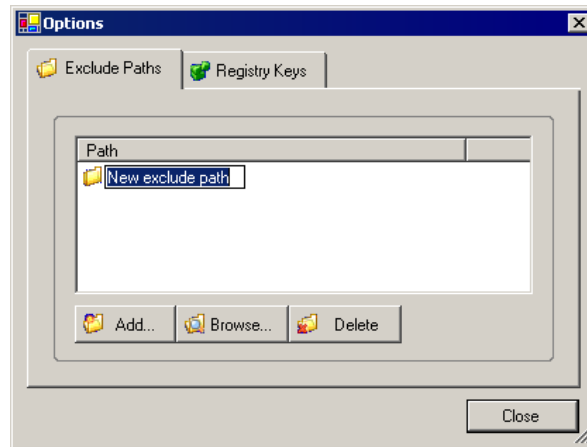 Options
Exclude Paths
Registry Keys
Path
New exclude path
Add...
Browse...
Delete
Close